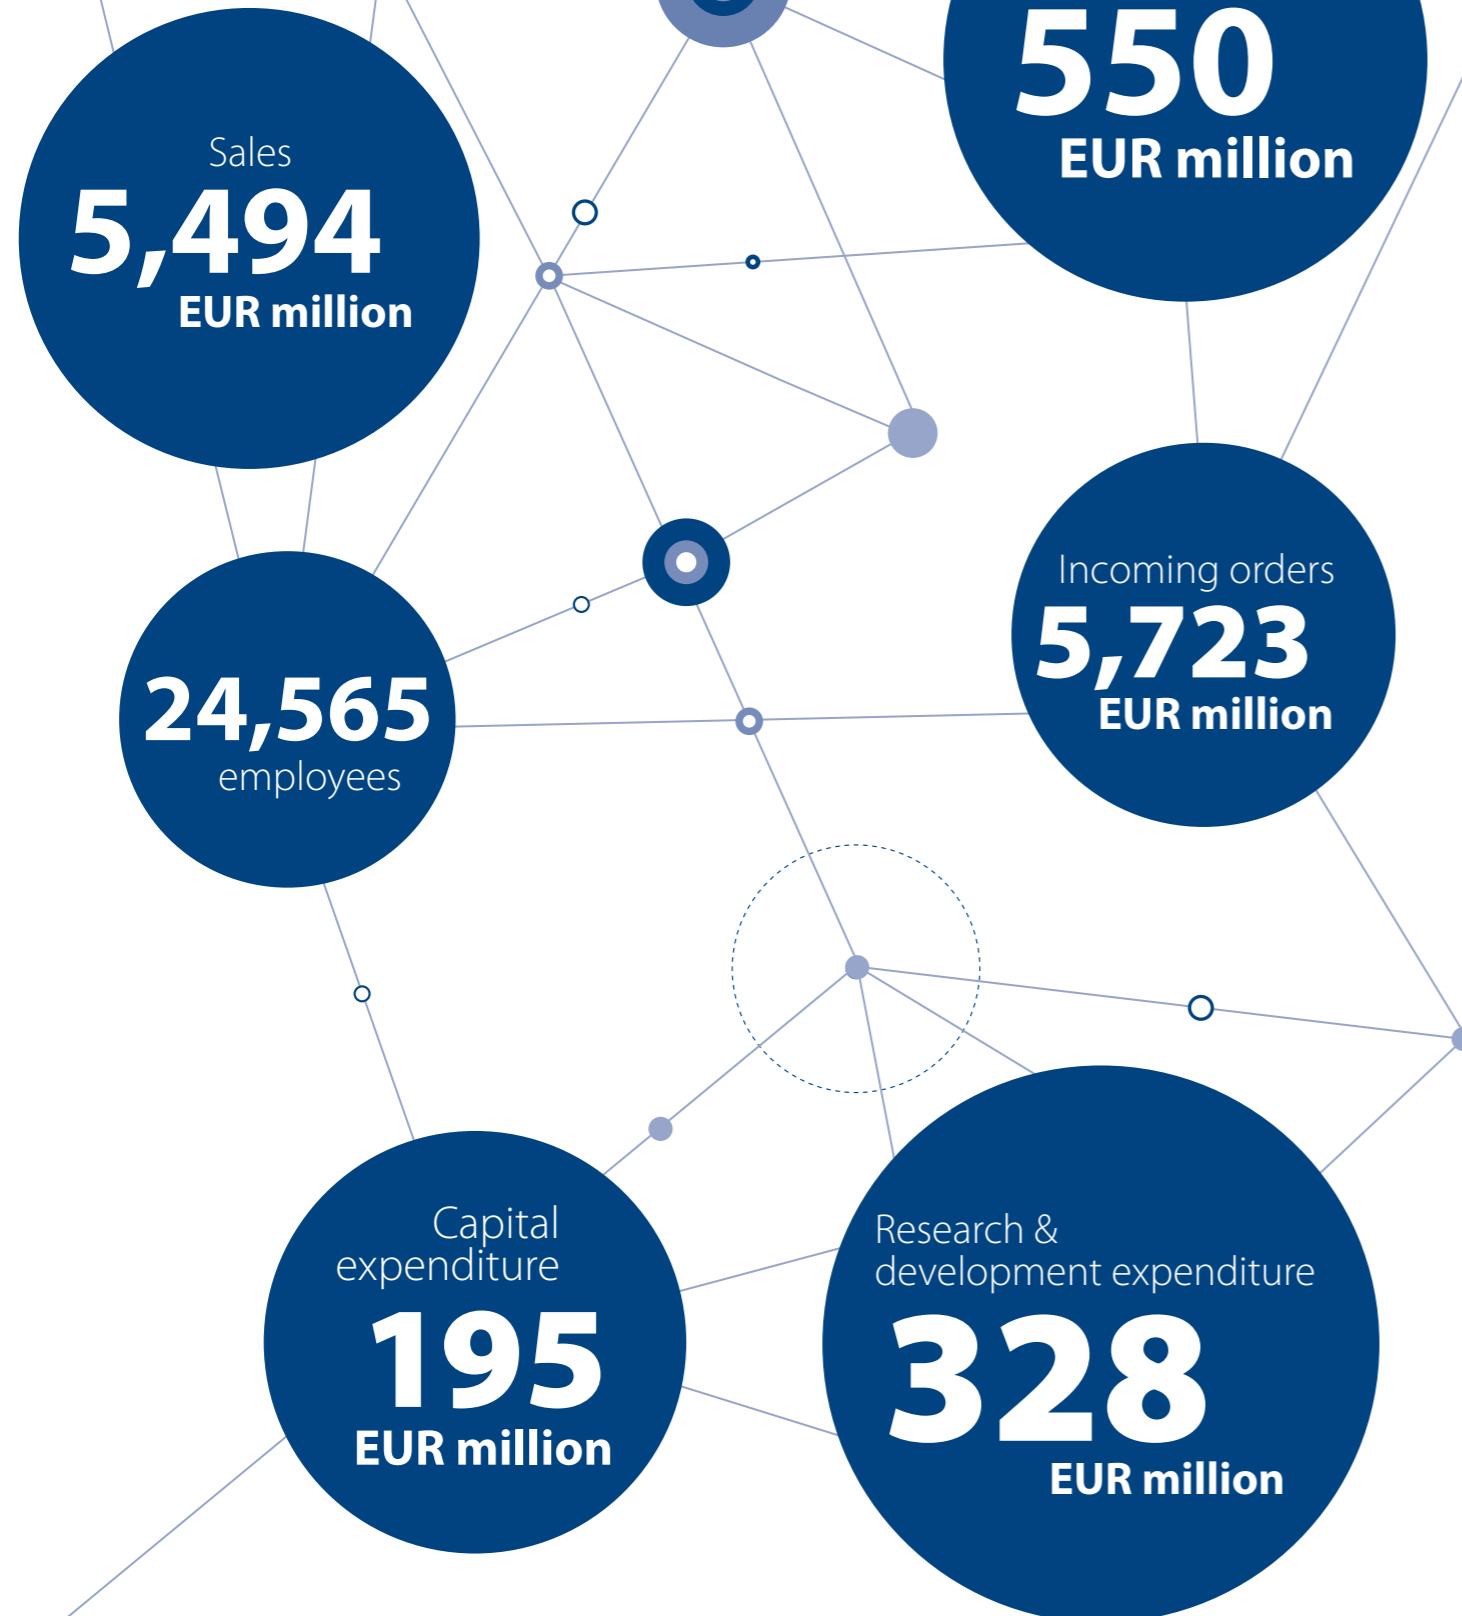 550
EUR million
Sales
5,494
EUR million
Incoming orders
5,723
EUR million
24,565
employees
Capital
expenditure
195
EUR million
Research &
development expenditure
328
EUR million